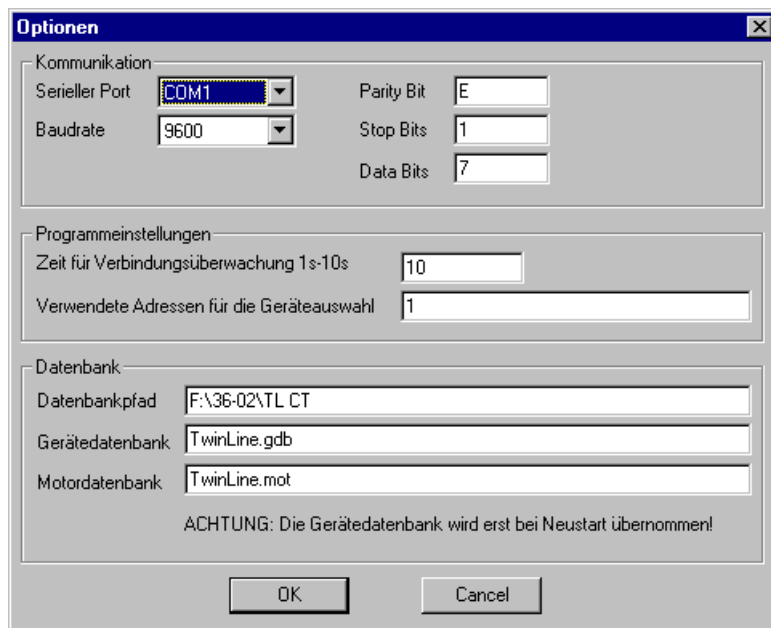 Optionen
Kommunikation
Serieller Port COM1 Parity Bit E
Baudrate 9600 Stop Bits 1
Data Bits 7
Programmeinstellungen
Zeit für Verbindungsüberwachung 1s-10s 10
Verwendete Adressen für die Geräteauswahl 1
Datenbank
Datenbankpfad F:\36-02\TL CT
Gerätedatenbank TwinLine.gdb
Motordatenbank TwinLine.mot
ACHTUNG: Die Gerätedatenbank wird erst bei Neustart übernommen!
OK Cancel